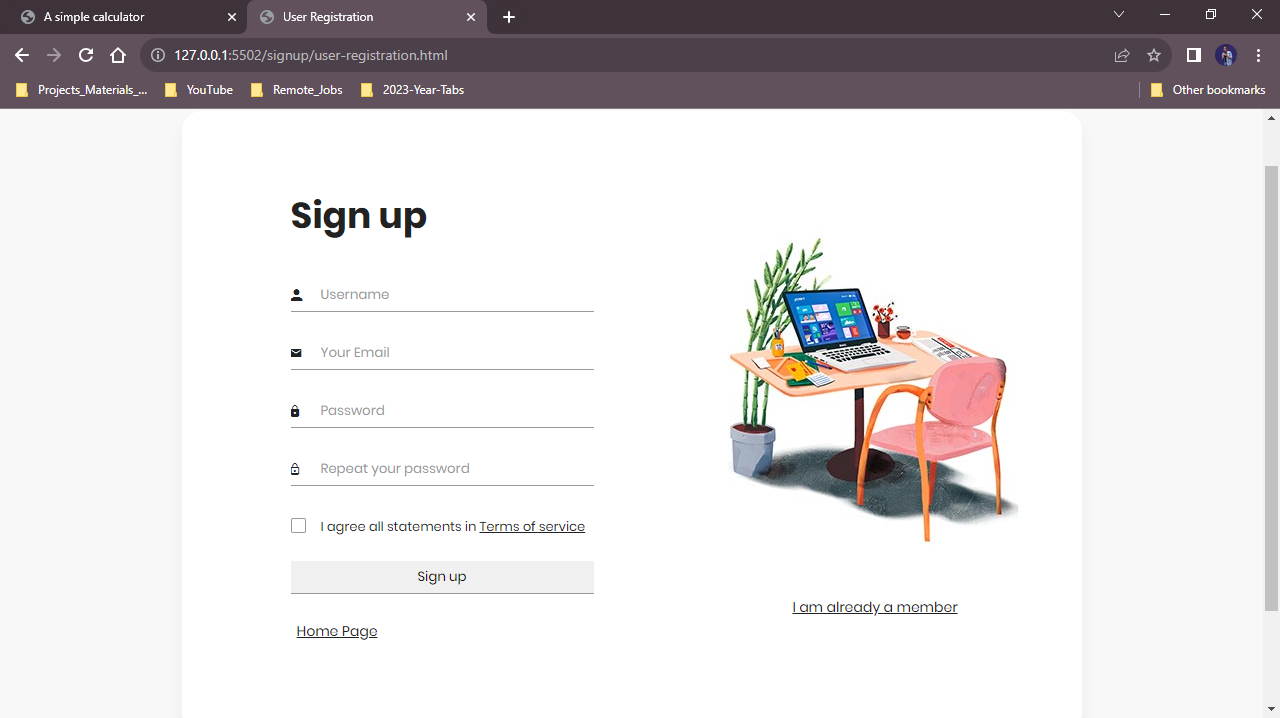 A simple calculator
User Registration
127.0.0.1:5502/signup/user-registration.html
Projects_Materials_...
YouTube
Remote_Jobs
2023-Year-Tabs
Other bookmarks
Sign up
Username
Your Email
Password
Repeat your password
I agree all statements in Terms of service
Sign up
Home Page
I am already a member